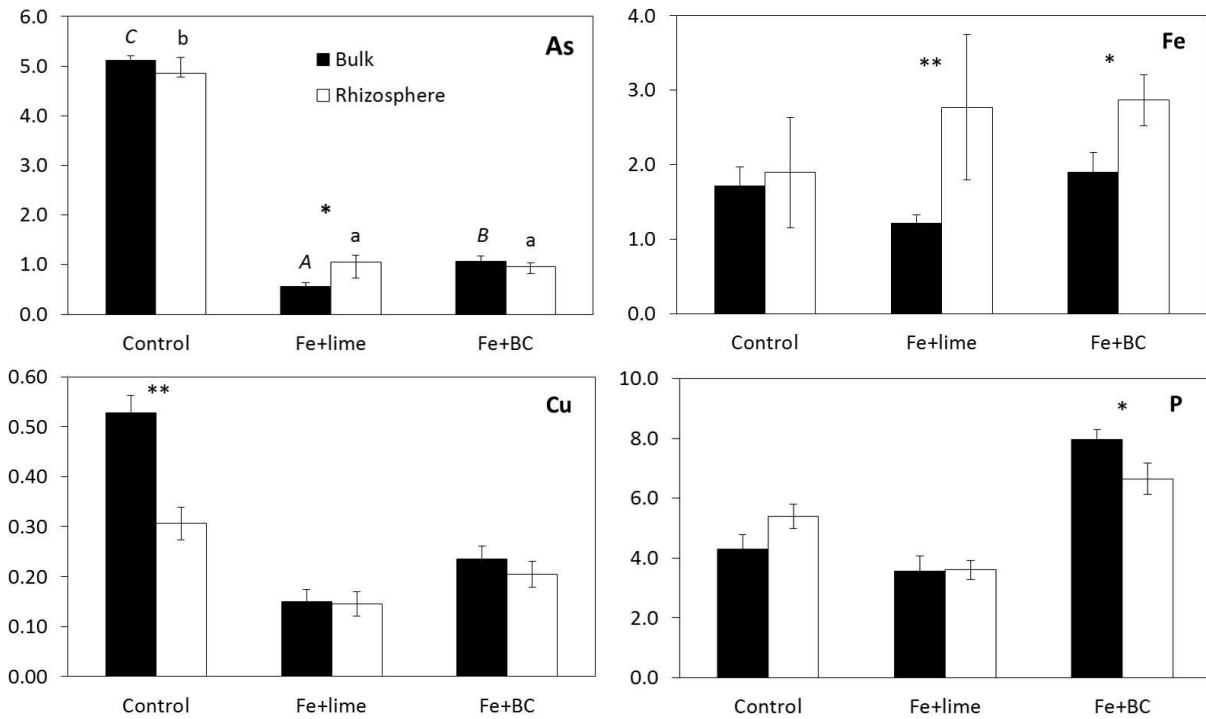 As
6.0
5.0
4.0
3.0
2.0
1.0
0.0
C b
Bulk
Rhizosphere
*
A a
B a
Control Fe+lime Fe+BC
Fe
4.0
3.0
2.0
1.0
0.0
** *
Control Fe+lime Fe+BC
Cu
0.60
0.50
0.40
0.30
0.20
0.10
0.00
**
Control Fe+lime Fe+BC
P
10.0
8.0
6.0
4.0
2.0
0.0
*
Control Fe+lime Fe+BC